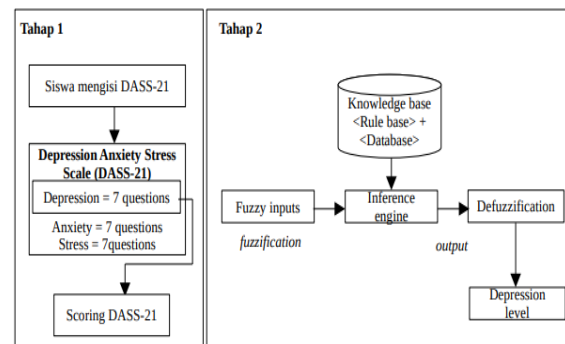 Tahap 1
Siswa mengisi DASS-21
Depression Anxiety Stress
Scale (DASS-21)
Depression = 7 questions
Anxiety = 7 questions
Stress = 7questions
Scoring DASS-21
Tahap 2
Knowledge base
<Rule base> +
<Database>
Fuzzy inputs
Inference
engine
Defuzzification
fuzzification
output
Depression
level